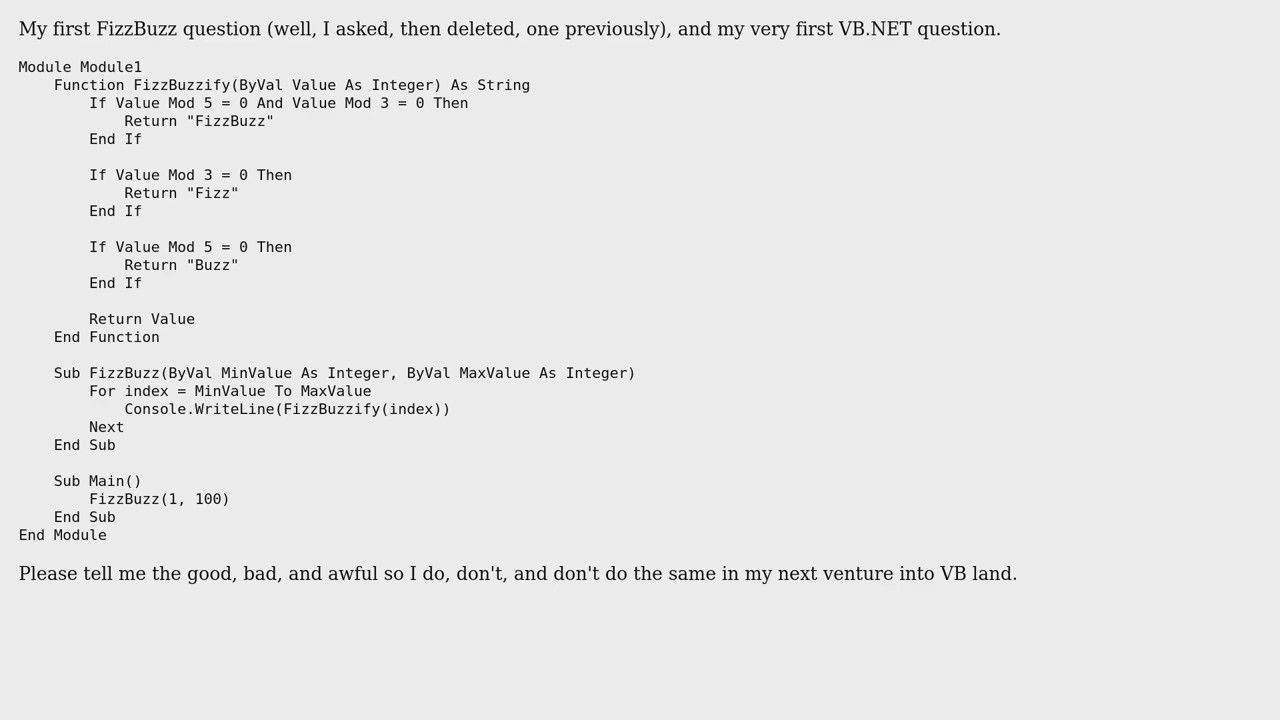 My first FizzBuzz question (well, I asked, then deleted, one previously), and my very first VB.NET question.
Module Module1
    Function FizzBuzzify(ByVal Value As Integer) As String
        If Value Mod 5 = 0 And Value Mod 3 = 0 Then
            Return "FizzBuzz"
        End If

        If Value Mod 3 = 0 Then
            Return "Fizz"
        End If

        If Value Mod 5 = 0 Then
            Return "Buzz"
        End If

        Return Value
    End Function

    Sub FizzBuzz(ByVal MinValue As Integer, ByVal MaxValue As Integer)
        For index = MinValue To MaxValue
            Console.WriteLine(FizzBuzzify(index))
        Next
    End Sub

    Sub Main()
        FizzBuzz(1, 100)
    End Sub
End Module
Please tell me the good, bad, and awful so I do, don't, and don't do the same in my next venture into VB land.